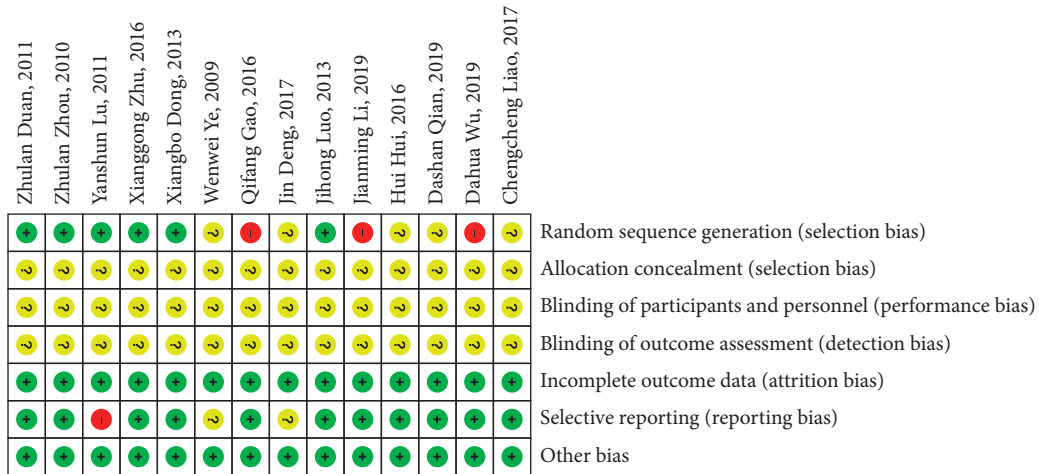 Zhulan Duan, 2011
Zhulan Zhou, 2010
Yanshun Lu, 2011
Xianggong Zhu, 2016
Xiangbo Dong, 2013
Wenwei Ye, 2009
Qifang Gao, 2016
Jin Deng, 2017
Jihong Luo, 2013
Jianming Li, 2019
Hui Hui, 2016
Dashan Qian, 2019
Dahua Wu, 2019
Chengcheng Liao, 2017
+ + + + + ? – ? + – ? ? – ? Random sequence generation (selection bias)
? ? ? ? ? ? ? ? ? ? ? ? ? ? Allocation concealment (selection bias)
? ? ? ? ? ? ? ? ? ? ? ? ? ? Blinding of participants and personnel (performance bias)
? ? ? ? ? ? ? ? ? ? ? ? ? ? Blinding of outcome assessment (detection bias)
+ + + + + + + + + + + + + + Incomplete outcome data (attrition bias)
+ + – + + ? + ? + + + + + + Selective reporting (reporting bias)
+ + + + + + + + + + + + + + Other bias